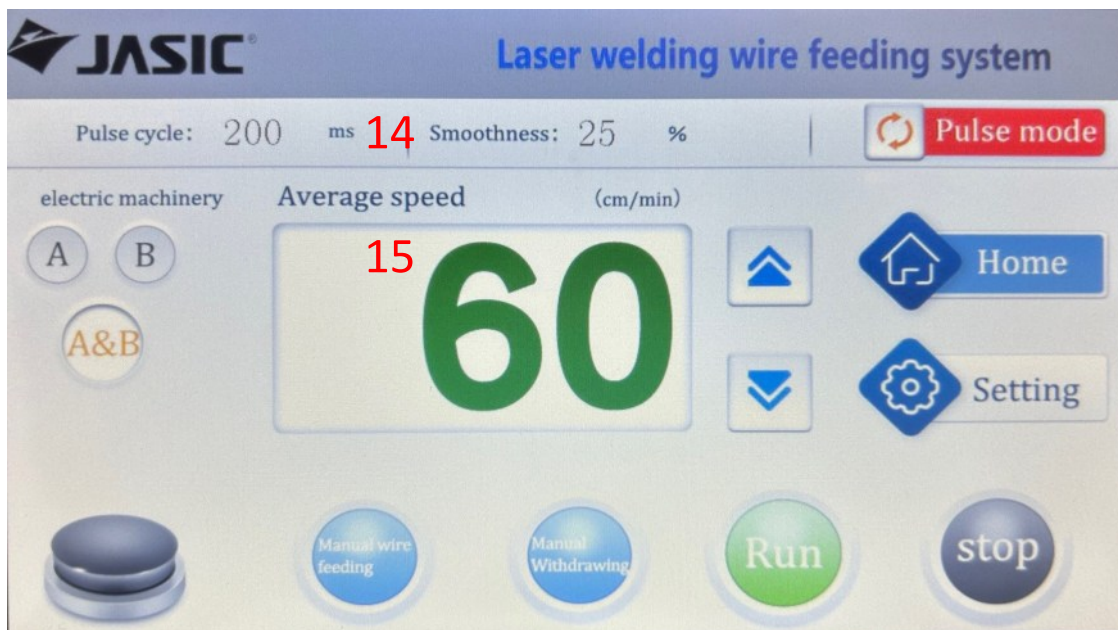 JASIC®
Laser welding wire feeding system
Pulse cycle: 200 ms 14 Smoothness: 25 %
Pulse mode
electric machinery
Average speed (cm/min)
A B
15
60
Home
A&B
Setting
Manual wire
feeding
Manual
Withdrawing
Run
stop